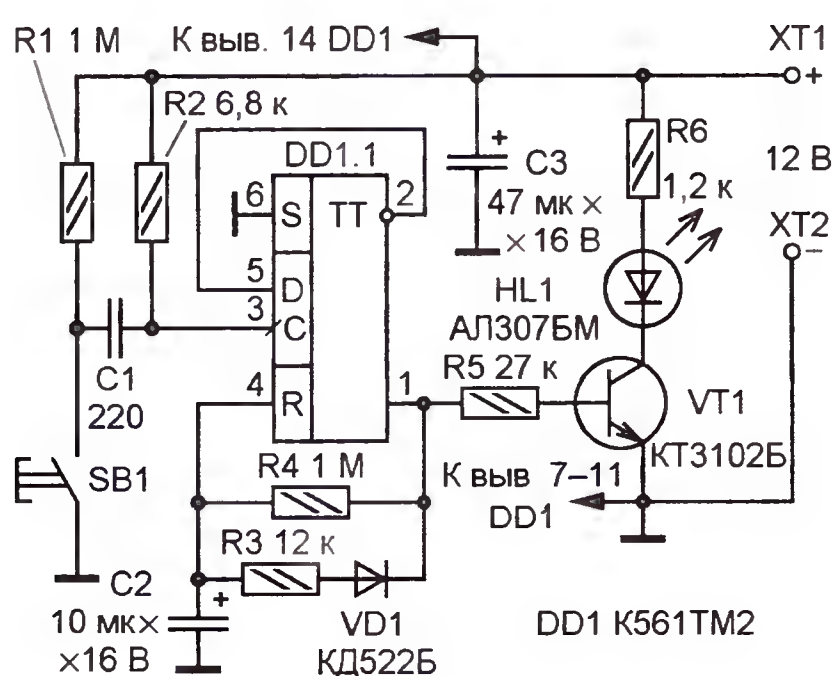 R1 1 М
К выв. 14 DD1
XT1
+
R2 6,8 к
DD1.1
R6
1,2 к
12 В
6
S
TT
2
+
C3
47 мк ×
× 16 В
XT2
−
5
D
3
C
HL1
АЛ307БМ
C1
220
4
R
1
R5 27 к
VT1
КТ3102Б
SB1
R4 1 М
К выв 7–11
DD1
R3 12 к
C2
+
10 мк×
×16 В
VD1
КД522Б
DD1 К561ТМ2